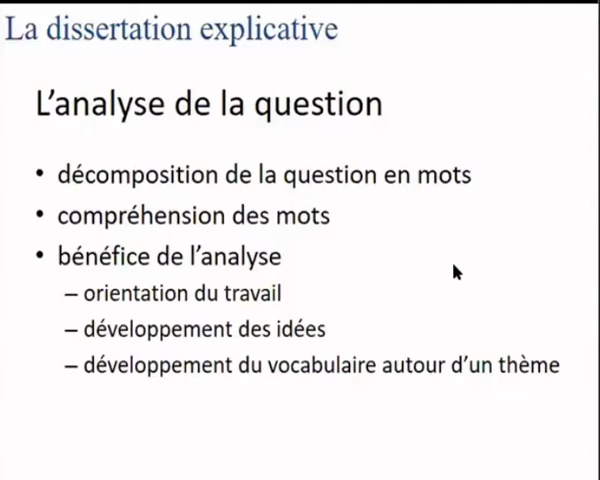 La dissertation explicative
L'analyse de la question
• décomposition de la question en mots
• compréhension des mots
• bénéfice de l'analyse
– orientation du travail
– développement des idées
– développement du vocabulaire autour d'un thème